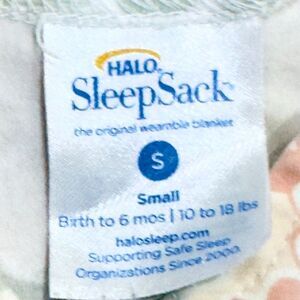 HALO
SleepSack
the original wearable blanket
S
Small
Birth to 6 mos | 10 to 18 lbs
halosleep.com
Supporting Safe Sleep
Organizations Since 2000.